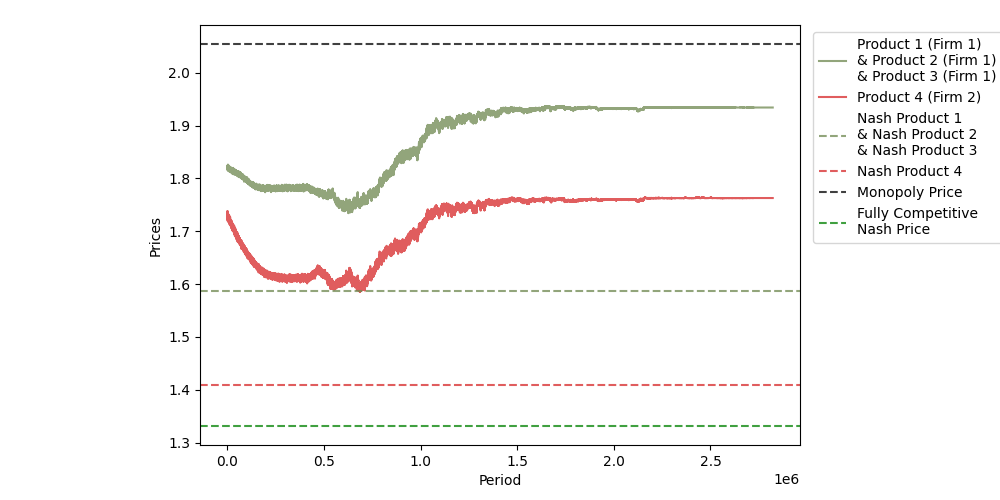 2.0
1.9
1.8
1.7
1.6
1.5
1.4
1.3
Prices
0.0
0.5
1.0
1.5
2.0
2.5
1e6
Period
Product 1 (Firm 1)
& Product 2 (Firm 1)
& Product 3 (Firm 1)
Product 4 (Firm 2)
Nash Product 1
& Nash Product 2
& Nash Product 3
Nash Product 4
Monopoly Price
Fully Competitive
Nash Price